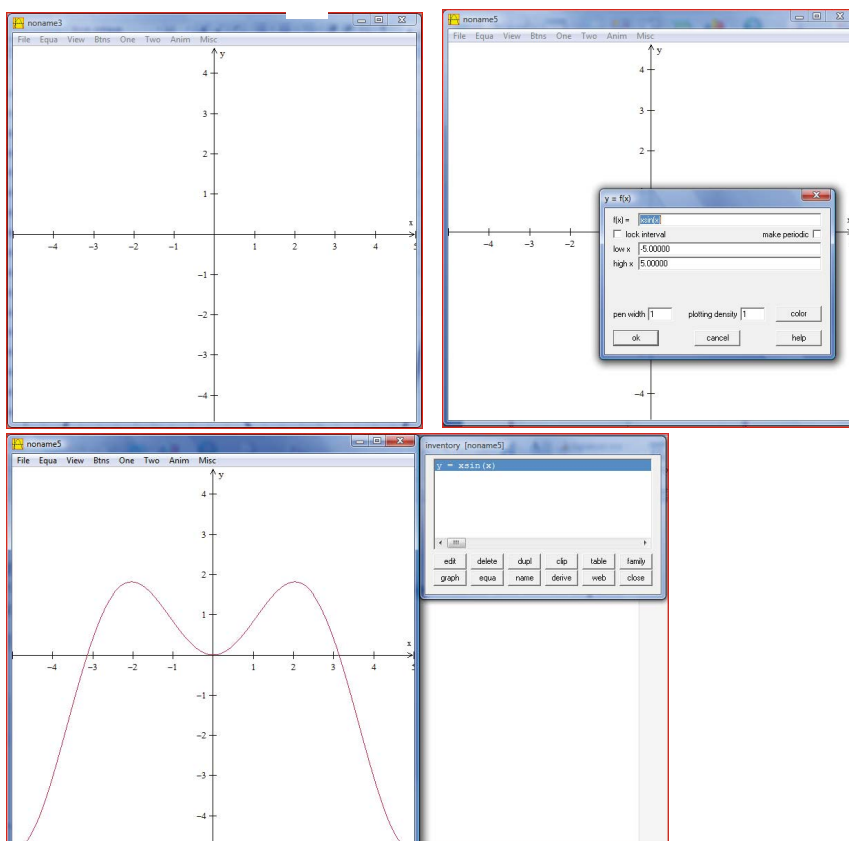 noname3
File Equa View Btns One Two Anim Misc
y
4
3
2
1
x
-4 -3 -2 -1 1 2 3 4 5
-1
-2
-3
-4
noname5
File Equa View Btns One Two Anim Misc
y
4
3
2
-4 -3 -2
-4
y = f(x)
f(x) = xsin(x)
lock interval make periodic
low x -5.00000
high x 5.00000
pen width 1 plotting density 1 color
ok cancel help
noname5
File Equa View Btns One Two Anim Misc
y
4
3
2
1
x
-4 -3 -2 -1 1 2 3 4 5
-1
-2
-3
-4
inventory [noname5]
y = xsin(x)
edit delete dupl clip table family
graph equa name derive web close